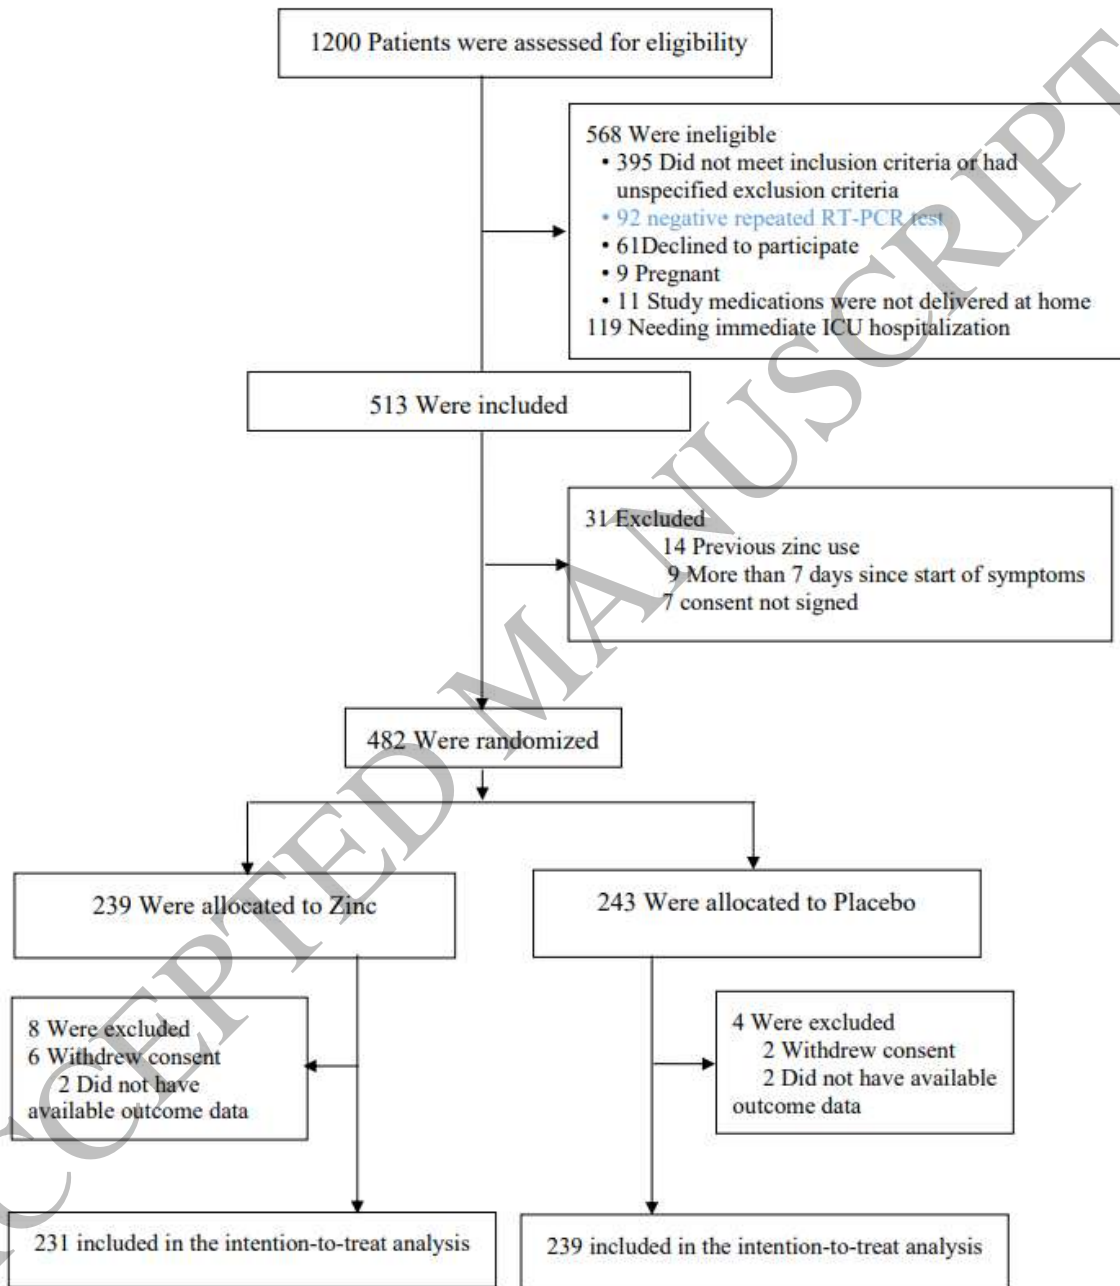 1200 Patients were assessed for eligibility
568 Were ineligible
• 395 Did not meet inclusion criteria or had
unspecified exclusion criteria
• 92 negative repeated RT-PCR test
• 61Declined to participate
• 9 Pregnant
• 11 Study medications were not delivered at home
119 Needing immediate ICU hospitalization
513 Were included
31 Excluded
14 Previous zinc use
9 More than 7 days since start of symptoms
7 consent not signed
482 Were randomized
239 Were allocated to Zinc
243 Were allocated to Placebo
8 Were excluded
6 Withdrew consent
2 Did not have
available outcome data
4 Were excluded
2 Withdrew consent
2 Did not have available
outcome data
231 included in the intention-to-treat analysis
239 included in the intention-to-treat analysis
ACCEPTED MANUSCRIPT